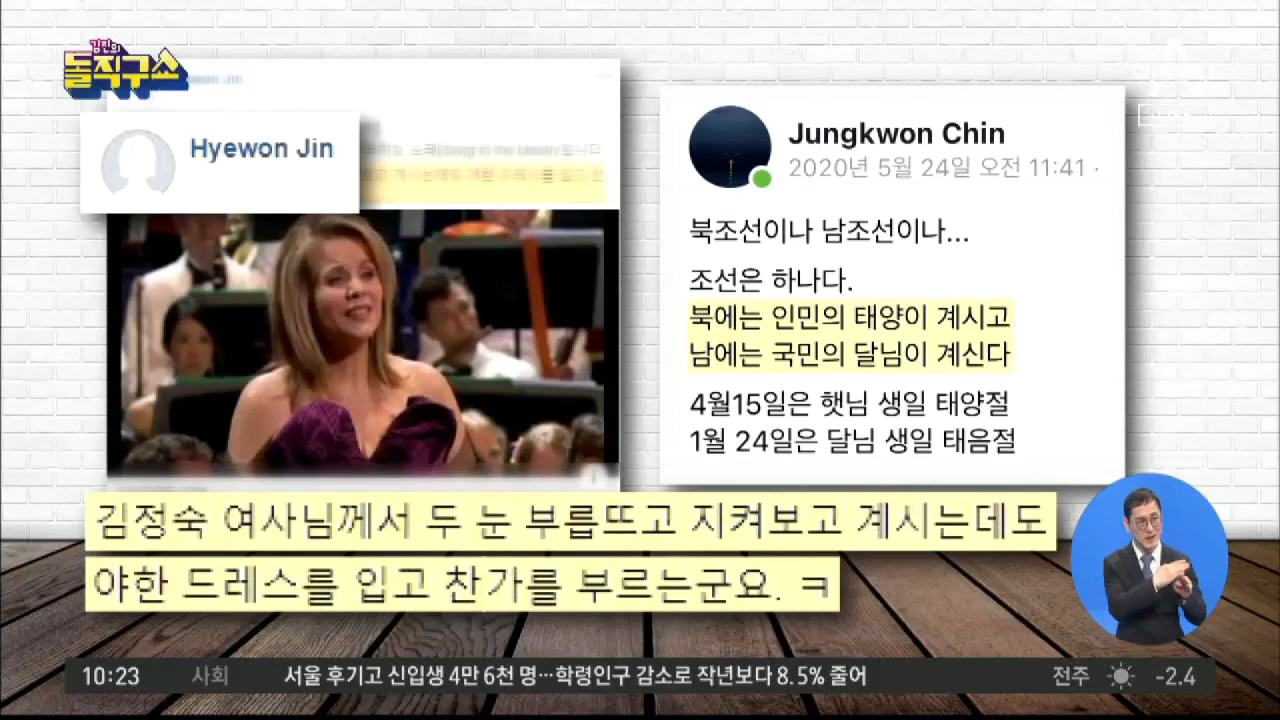 김진의
돌직구쇼
Hyewon Jin
Jungkwon Chin
2020년 5월 24일 오전 11:41 ·
북조선이나 남조선이나...
조선은 하나다.
북에는 인민의 태양이 계시고
남에는 국민의 달님이 계신다
4월15일은 햇님 생일 태양절
1월 24일은 달님 생일 태음절
김정숙 여사님께서 두 눈 부릅뜨고 지켜보고 계시는데도
야한 드레스를 입고 찬가를 부르는군요. ㅋ
10:23 사회 서울 후기고 신입생 4만 6천 명…학령인구 감소로 작년보다 8.5% 줄어 전주 -2.4